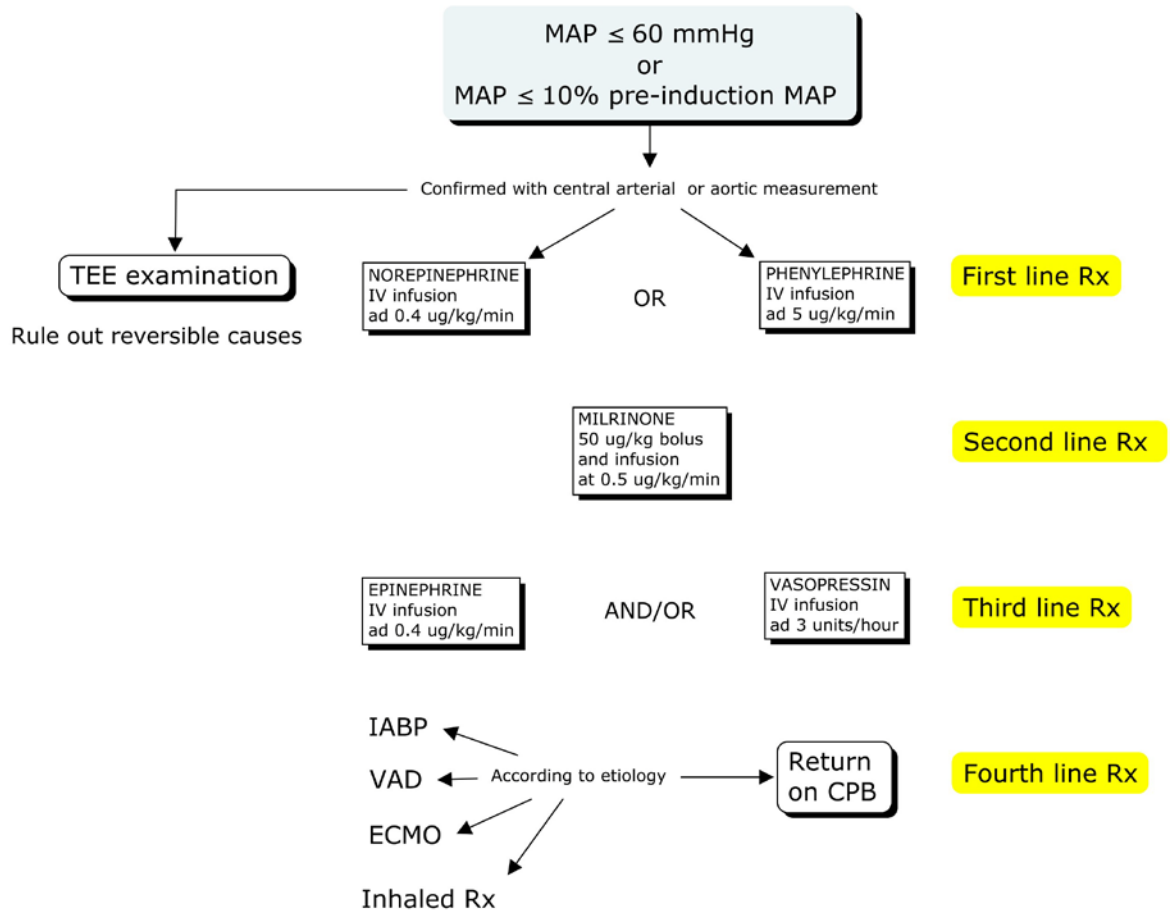 MAP ≤ 60 mmHg
or
MAP ≤ 10% pre-induction MAP
Confirmed with central arterial or aortic measurement
TEE examination
Rule out reversible causes
NOREPINEPHRINE
IV infusion
ad 0.4 ug/kg/min
OR
PHENYLEPHRINE
IV infusion
ad 5 ug/kg/min
First line Rx
MILRINONE
50 ug/kg bolus
and infusion
at 0.5 ug/kg/min
Second line Rx
EPINEPHRINE
IV infusion
ad 0.4 ug/kg/min
AND/OR
VASOPRESSIN
IV infusion
ad 3 units/hour
Third line Rx
IABP
VAD
ECMO
Inhaled Rx
According to etiology
Return
on CPB
Fourth line Rx